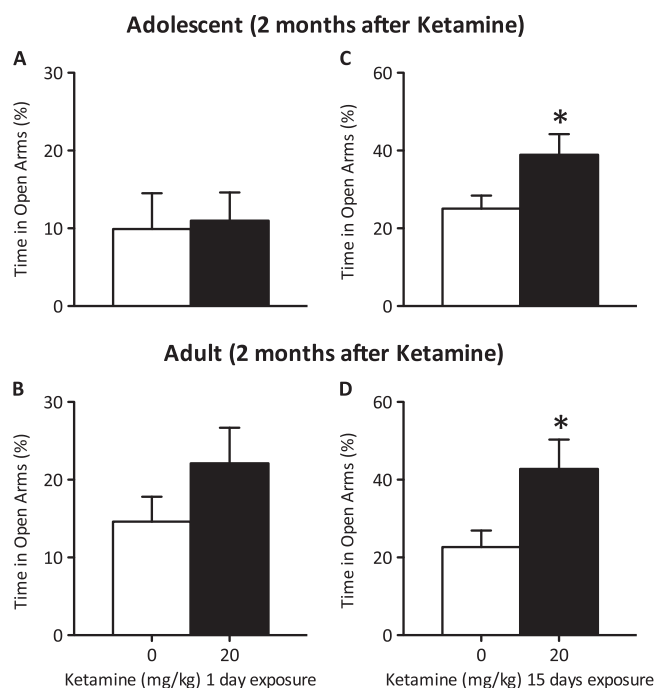 Adolescent (2 months after Ketamine)
A
Time in Open Arms (%)
30
20
10
0
C
Time in Open Arms (%)
60
40
20
0
*
Adult (2 months after Ketamine)
B
Time in Open Arms (%)
30
20
10
0
0 20
Ketamine (mg/kg) 1 day exposure
D
Time in Open Arms (%)
60
40
20
0
*
0 20
Ketamine (mg/kg) 15 days exposure